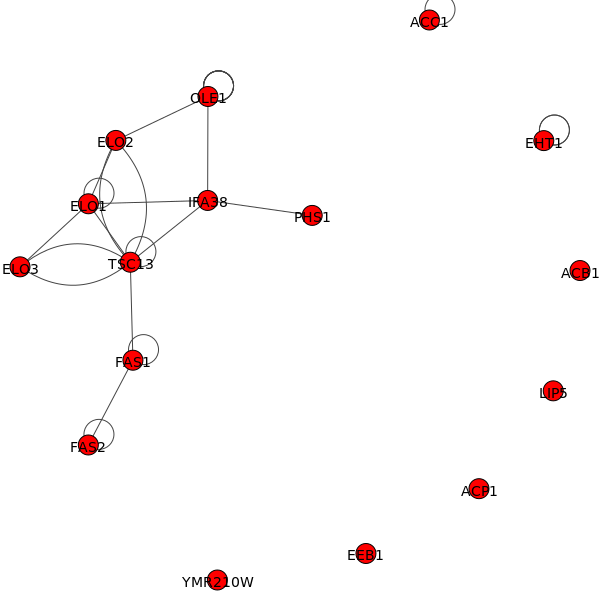 ACC1
OLE1
ELO2
EHT1
ELO1
IFA38
PHS1
TSC13
ELO3
ACB1
FAS1
LIP5
FAS2
ACP1
EEB1
YMR210W